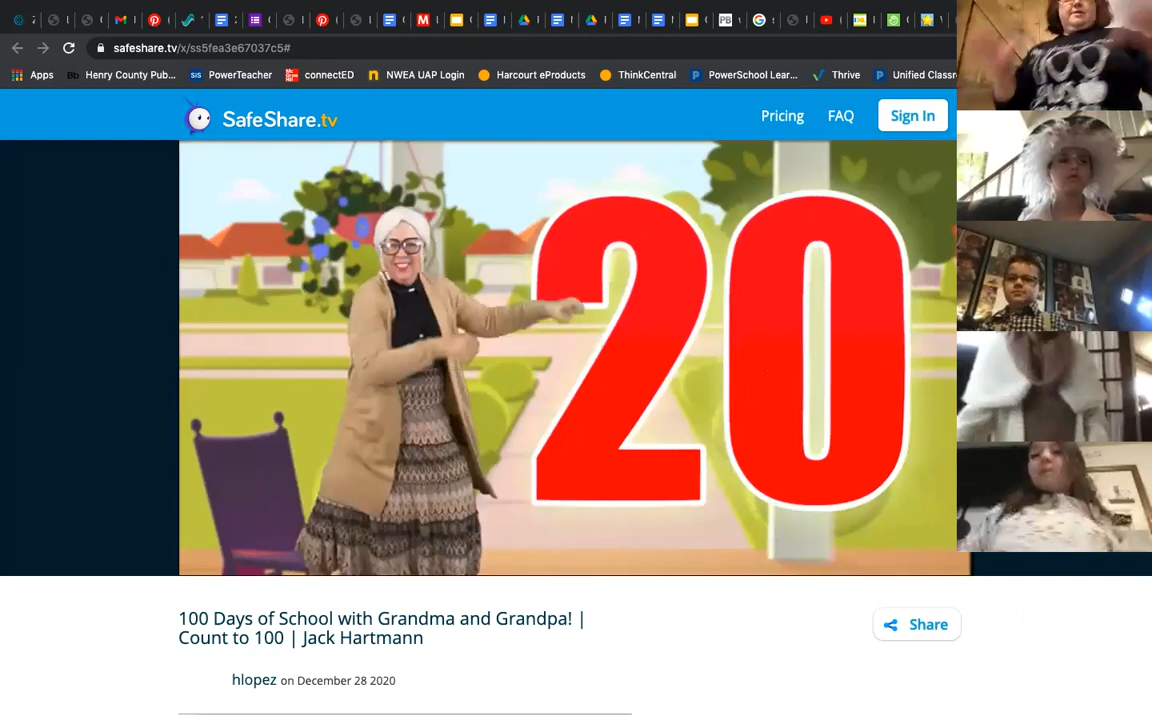 safeshare.tv/x/ss5fea3e67037c5#
Apps Bb Henry County Pub... SIS PowerTeacher connectED NWEA UAP Login Harcourt eProducts ThinkCentral P PowerSchool Lear... Thrive P Unified Classr
SafeShare.tv Pricing FAQ Sign In
20
100
100 Days of School with Grandma and Grandpa! |
Count to 100 | Jack Hartmann
Share
hlopez on December 28 2020